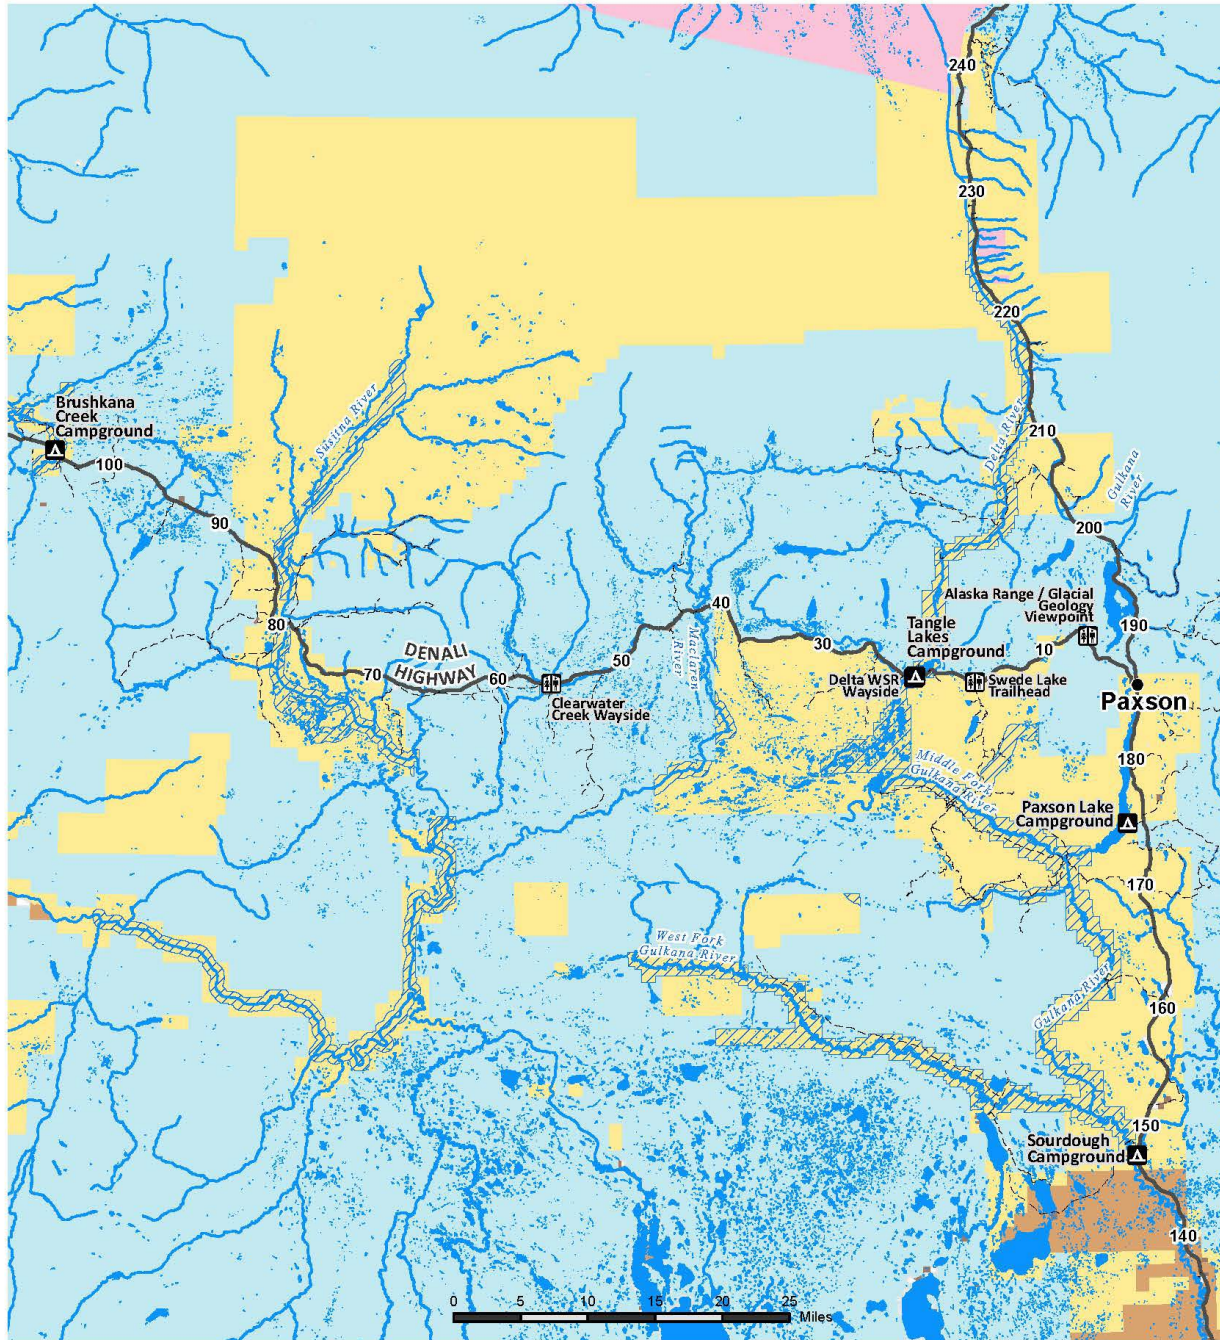 240
230
220
Susitna River
Brushkana
Creek
Campground
100
Delta River
210
Gulkana
River
90
200
Alaska Range / Glacial
Geology
Viewpoint
40
190
80
Tangle
Lakes
Campground
10
30
DENALI
HIGHWAY
Maclaren
River
50
70
60
Delta WSR
Wayside
Swede Lake
Trailhead
Paxson
Clearwater
Creek Wayside
180
Middle Fork
Gulkana River
Paxson Lake
Campground
170
West Fork
Gulkana River
Gulkana River
160
150
Sourdough
Campground
140
0 5 10 15 20 25
Miles